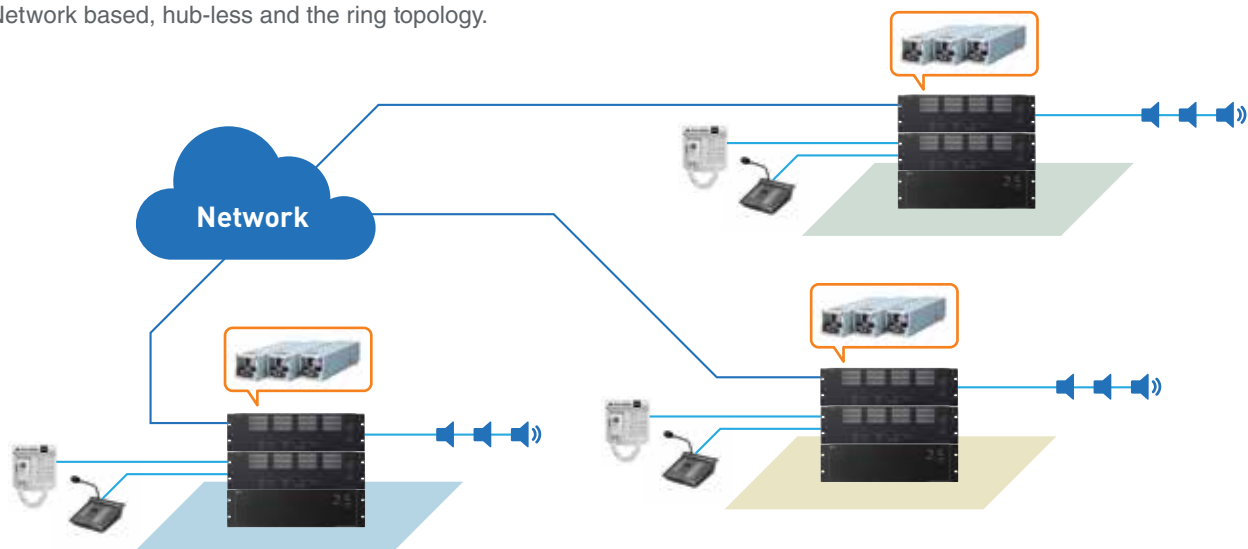 Network based, hub-less and the ring topology.
Network